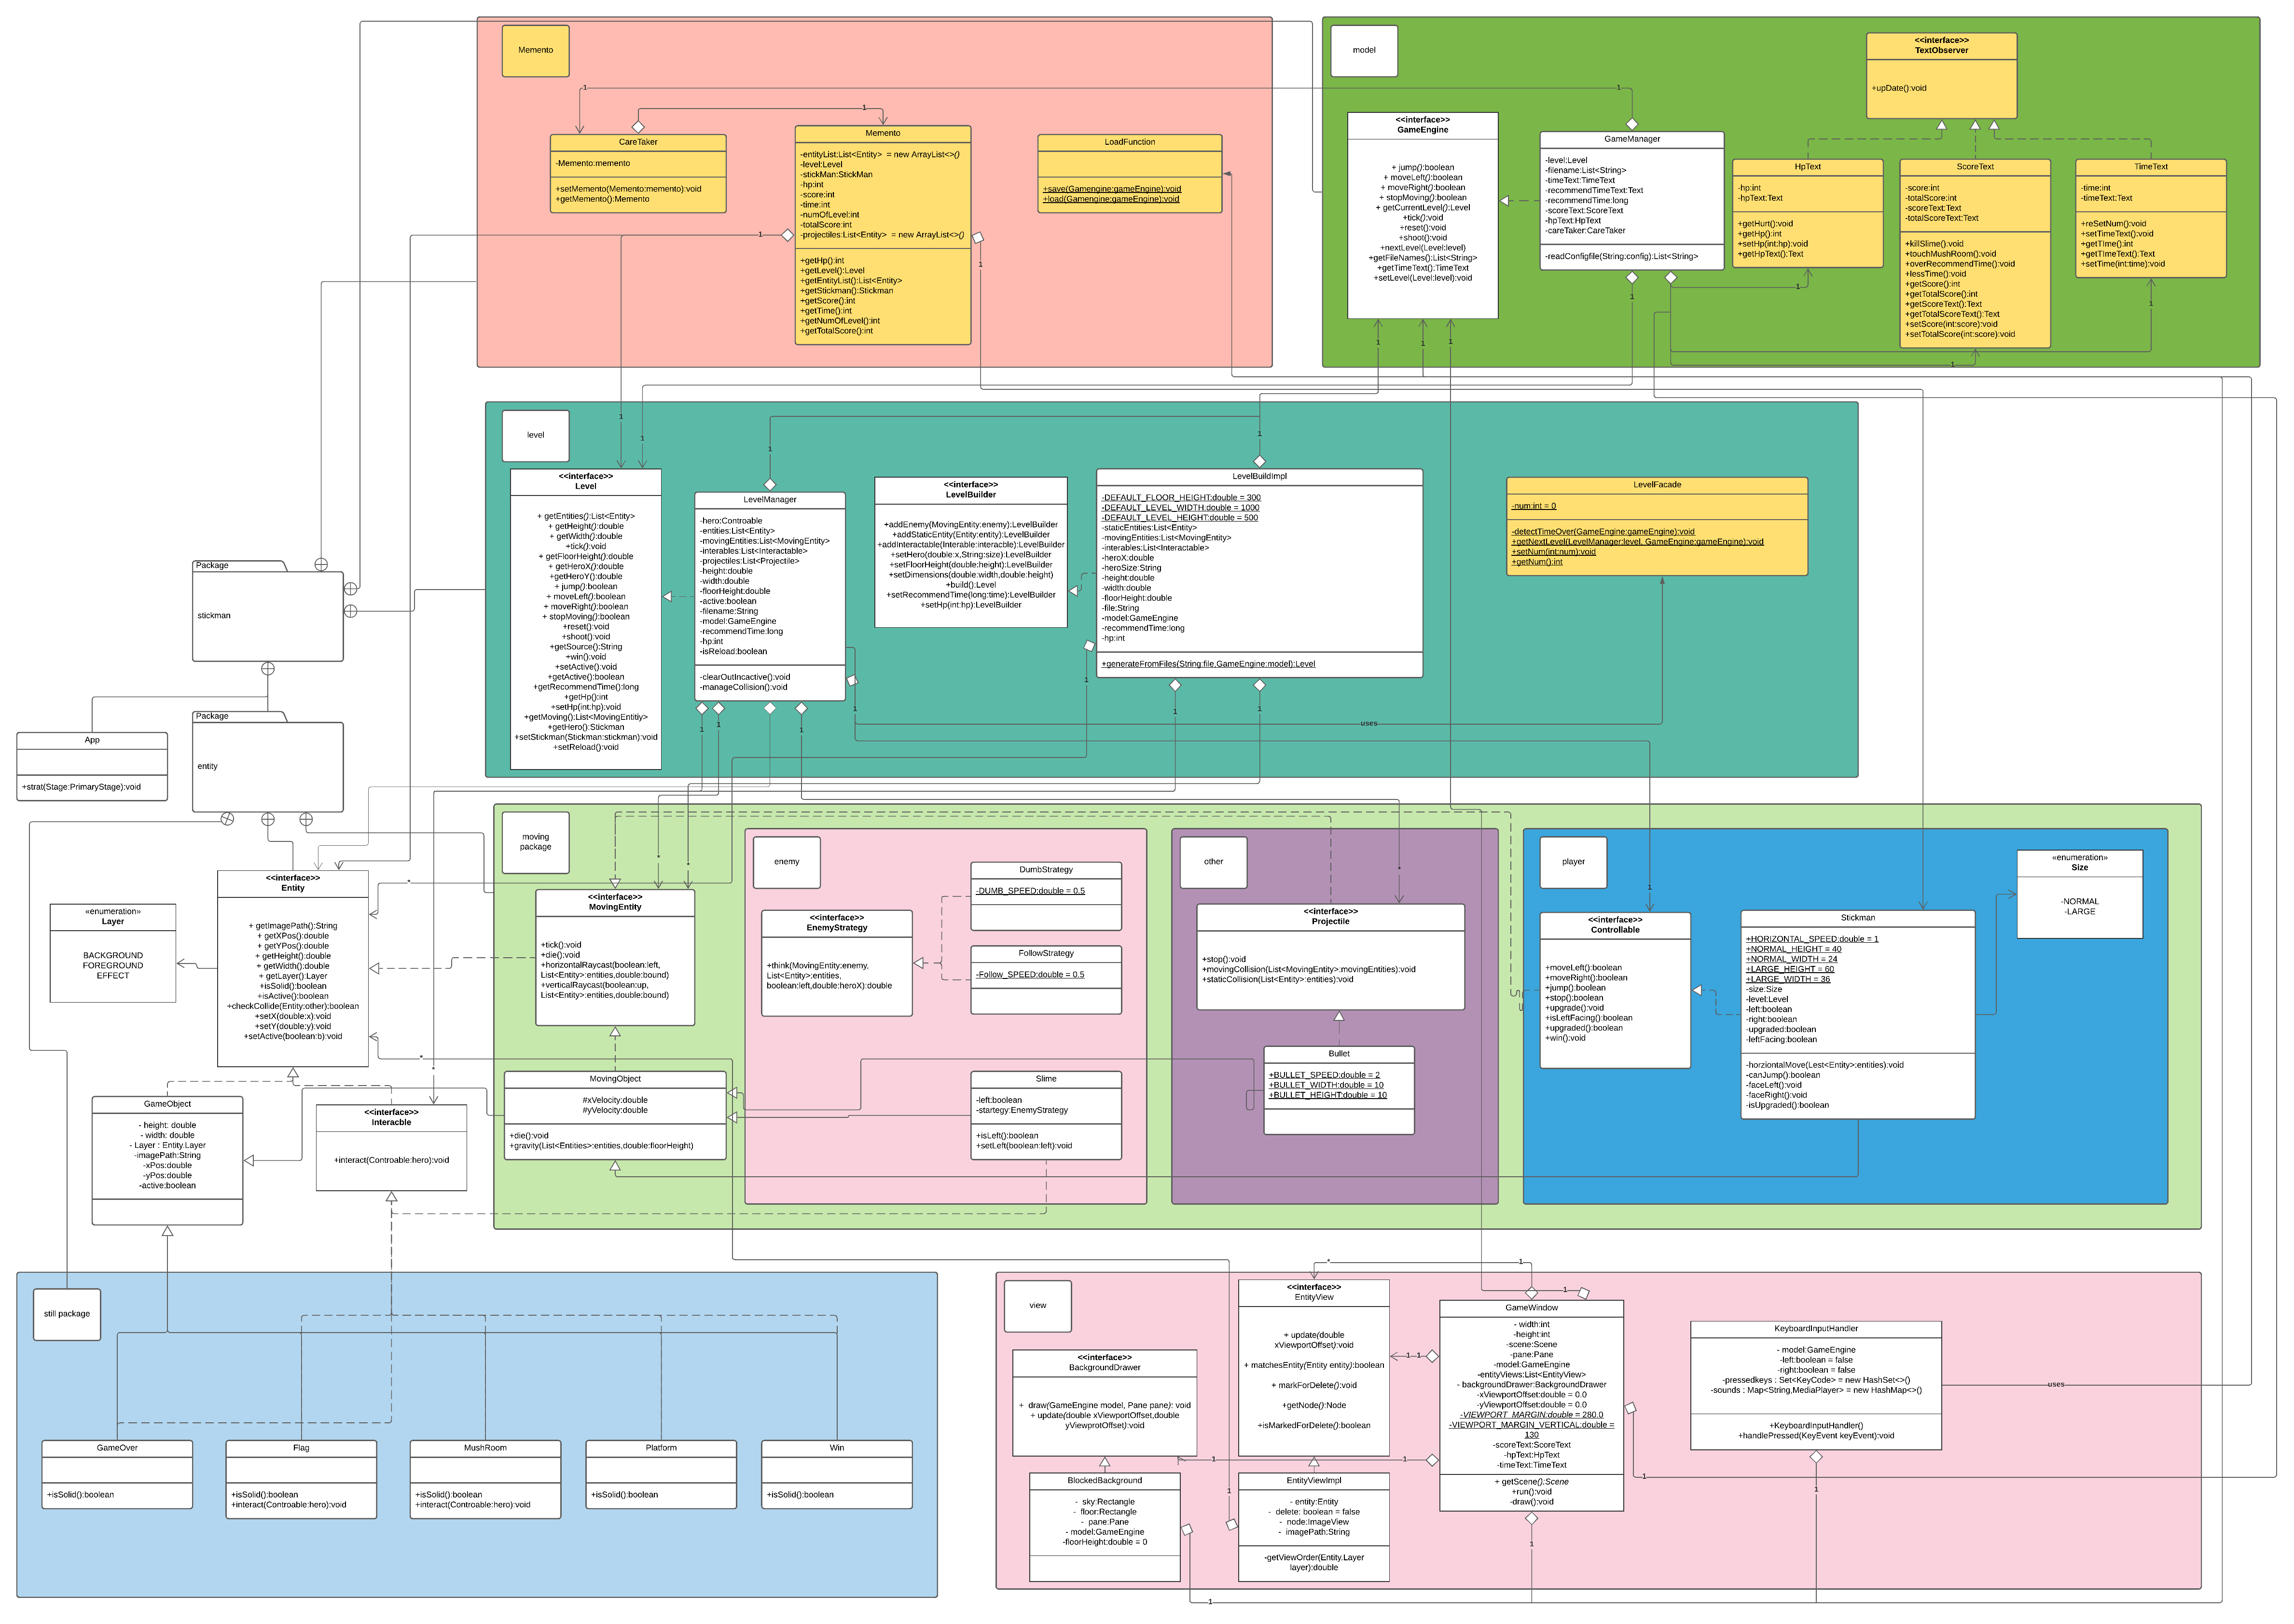 Memento
CareTaker
-Memento:memento
+setMemento(Memento:memento):void
+getMemento():Memento
Memento
-entityList:List<Entity>  = new ArrayList<>()
-level:Level
-stickMan:StickMan
-hp:int
-score:int
-time:int
-numOfLevel:int
-totalScore:int
-projectiles:List<Entity>  = new ArrayList<>()
+getHp():int
+getLevel():Level
+getEntityList():List<Entity>
+getStickman():Stickman
+getScore():int
+getTime():int
+getNumOfLevel():int
+getTotalScore():int
LoadFunction
+save(Gamengine:gameEngine):void
+load(Gamengine:gameEngine):void
model
<<interface>>
GameEngine
+ jump():boolean
+ moveLeft():boolean
+ moveRight():boolean
+ stopMoving():boolean
+ getCurrentLevel():Level
+tick():void
+reset():void
+shoot():void
+nextLevel(Level:level)
+getFileNames():List<String>
+getTimeText():TimeText
+setLevel(Level:level):void
GameManager
-level:Level
-filename:List<String>
-timeText:TimeText
-recommendTimeText:Text
-recommendTime:long
-scoreText:ScoreText
-hpText:HpText
-careTaker:CareTaker
-readConfigfile(String:config):List<String>
<<interface>>
TextObserver
+upDate():void
HpText
-hp:int
-hpText:Text
+getHurt():void
+getHp():int
+setHp(int:hp):void
+getHpText():Text
ScoreText
-score:int
-totalScore:int
-scoreText:Text
-totalScoreText:Text
+killSlime():void
+touchMushRoom():void
+overRecommendTime():void
+lessTime():void
+getScore():int
+getTotalScore():int
+getScoreText():Text
+getTotalScoreText():Text
+setScore(int:score):void
+setTotalScore(int:score):void
TimeText
-time:int
-timeText:Text
+reSetNum():void
+setTimeText():void
+getTIme():int
+getTImeText():Text
+setTime(int:time):void
level
<<interface>>
Level
+ getEntities():List<Entity>
+ getHeight():double
+ getWidth():double
+tick():void
+ getFloorHeight():double
+ getHeroX():double
+getHeroY():double
+ jump():boolean
+ moveLeft():boolean
+ moveRight():boolean
+ stopMoving():boolean
+reset():void
+shoot():void
+getSource():String
+win():void
+setActive():void
+getActive():boolean
+getRecommendTime():long
+getHp():int
+setHp(int:hp):void
+getMoving():List<MovingEntitiy>
+getHero():Stickman
+setStickman(Stickman:stickman):void
+setReload():void
LevelManager
-hero:Controable
-entities:List<Entity>
-movingEntities:List<MovingEntity>
-interables:List<Interactable>
-projectiles:List<Projectile>
-height:double
-width:double
-floorHeight:double
-active:boolean
-filename:String
-model:GameEngine
-recommendTime:long
-hp:int
-isReload:boolean
-clearOutIncactive():void
-manageCollision():void
<<interface>>
LevelBuilder
+addEnemy(MovingEntity:enemy):LevelBuilder
+addStaticEntity(Entity:entity):LevelBuilder
+addInteractable(Interable:interacble):LevelBuilder
+setHero(double:x,String:size):LevelBuilder
+setFloorHeight(double:height):LevelBuilder
+setDimensions(double:width,double:height)
+build():Level
+setRecommendTime(long:time):LevelBuilder
+setHp(int:hp):LevelBuilder
LevelBuildImpl
-DEFAULT_FLOOR_HEIGHT:double = 300
-DEFAULT_LEVEL_WIDTH:double = 1000
-DEFAULT_LEVEL_HEIGHT:double = 500
-staticEntities:List<Entity>
-movingEntities:List<MovingEntity>
-interables:List<Interactable>
-heroX:double
-heroSize:String
-height:double
-width:double
-floorHeight:double
-file:String
-model:GameEngine
-recommendTime:long
-hp:int
+generateFromFiles(String:file,GameEngine:model):Level
LevelFacade
-num:int = 0
-detectTimeOver(GameEngine:gameEngine):void
+getNextLevel(LevelManager:level, GameEngine:gameEngine):void
+setNum(int:num):void
+getNum():int
uses
Package
stickman
Package
entity
App
+strat(Stage:PrimaryStage):void
«enumeration»
Layer
BACKGROUND
FOREGROUND
EFFECT
<<interface>>
Entity
+ getImagePath():String
+ getXPos():double
+ getYPos():double
+ getHeight():double
+ getWidth():double
+ getLayer():Layer
+isSolid():boolean
+isActive():boolean
+checkCollide(Entity:other):boolean
+setX(double:x):void
+setY(double:y):void
+setActive(boolean:b):void
GameObject
- height: double
- width: double
- Layer : Entity.Layer
-imagePath:String
-xPos:double
-yPos:double
-active:boolean
<<interface>>
Interacble
+interact(Controable:hero):void
moving
package
<<interface>>
MovingEntity
+tick():void
+die():void
+horizontalRaycast(boolean:left,
List<Entity>:entities,double:bound)
+verticalRaycast(boolean:up,
List<Entity>:entities,double:bound)
MovingObject
#xVelocity:double
#yVelocity:double
+die():void
+gravity(List<Entities>:entities,double:floorHeight)
enemy
<<interface>>
EnemyStrategy
+think(MovingEntity:enemy,
List<Entity>:entities,
boolean:left,double:heroX):double
DumbStrategy
-DUMB_SPEED:double = 0.5
FollowStrategy
-Follow_SPEED:double = 0.5
Slime
-left:boolean
-startegy:EnemyStrategy
+isLeft():boolean
+setLeft(boolean:left):void
other
<<interface>>
Projectile
+stop():void
+movingCollision(List<MovingEntity>:movingEntities):void
+staticCollision(List<Entity>:entities):void
Bullet
+BULLET_SPEED:double = 2
+BULLET_WIDTH:double = 10
+BULLET_HEIGHT:double = 10
player
<<interface>>
Controllable
+moveLeft():boolean
+moveRight():boolean
+jump():boolean
+stop():boolean
+upgrade():void
+isLeftFacing():boolean
+upgraded():boolean
+win():void
Stickman
+HORIZONTAL_SPEED:double = 1
+NORMAL_HEIGHT = 40
+NORMAL_WIDTH = 24
+LARGE_HEIGHT = 60
+LARGE_WIDTH = 36
-size:Size
-level:Level
-left:boolean
-right:boolean
-upgraded:boolean
-leftFacing:boolean
-horziontalMove(Lest<Entity>:entities):void
-canJump():boolean
-faceLeft():void
-faceRight():void
-isUpgraded():boolean
«enumeration»
Size
-NORMAL
-LARGE
still package
GameOver
+isSolid():boolean
Flag
+isSolid():boolean
+interact(Controable:hero):void
MushRoom
+isSolid():boolean
+interact(Controable:hero):void
Platform
+isSolid():boolean
Win
+isSolid():boolean
view
<<interface>>
BackgroundDrawer
+  draw(GameEngine model, Pane pane): void
+ update(double xViewportOffset,double
yViewprotOffset):void
BlockedBackground
-  sky:Rectangle
-  floor:Rectangle
-  pane:Pane
- model:GameEngine
-floorHeight:double = 0
<<interface>>
EntityView
+ update(double
xViewportOffset):void
+ matchesEntity(Entity entity):boolean
+ markForDelete():void
+getNode():Node
+isMarkedForDelete():boolean
EntityViewImpl
- entity:Entity
-  delete: boolean = false
-  node:ImageView
-  imagePath:String
-getViewOrder(Entity.Layer
layer):double
GameWindow
- width:int
-height:int
-scene:Scene
-pane:Pane
-model:GameEngine
-entityViews:List<EntityView>
- backgroundDrawer:BackgroundDrawer
-xViewportOffset:double = 0.0
-yViewportOffset:double = 0.0
-VIEWPORT_MARGIN:double = 280.0
-VIEWPORT_MARGIN_VERTICAL:double =
130
-scoreText:ScoreText
-hpText:HpText
-timeText:TimeText
+ getScene():Scene
+run():void
-draw():void
KeyboardInputHandler
- model:GameEngine
-left:boolean = false
-right:boolean = false
-pressedkeys : Set<KeyCode> = new HashSet<>()
-sounds : Map<String,MediaPlayer> = new HashMap<>()
+KeyboardInputHandler()
+handlePressed(KeyEvent keyEvent):void
uses